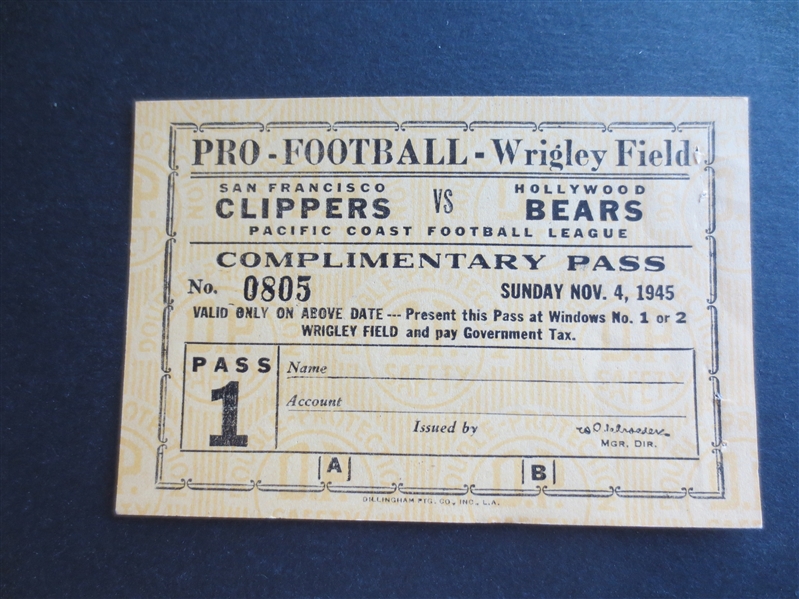 PRO - FOOTBALL - Wrigley Field
SAN FRANCISCO CLIPPERS VS HOLLYWOOD BEARS
PACIFIC COAST FOOTBALL LEAGUE
COMPLIMENTARY PASS
No. 0805 SUNDAY NOV. 4, 1945
VALID ONLY ON ABOVE DATE --- Present this Pass at Windows No. 1 or 2
WRIGLEY FIELD and pay Government Tax.
PASS
1
Name
Account
Issued by
MGR. DIR.
A B
DILLINGHAM PTG. CO., INC., L.A.